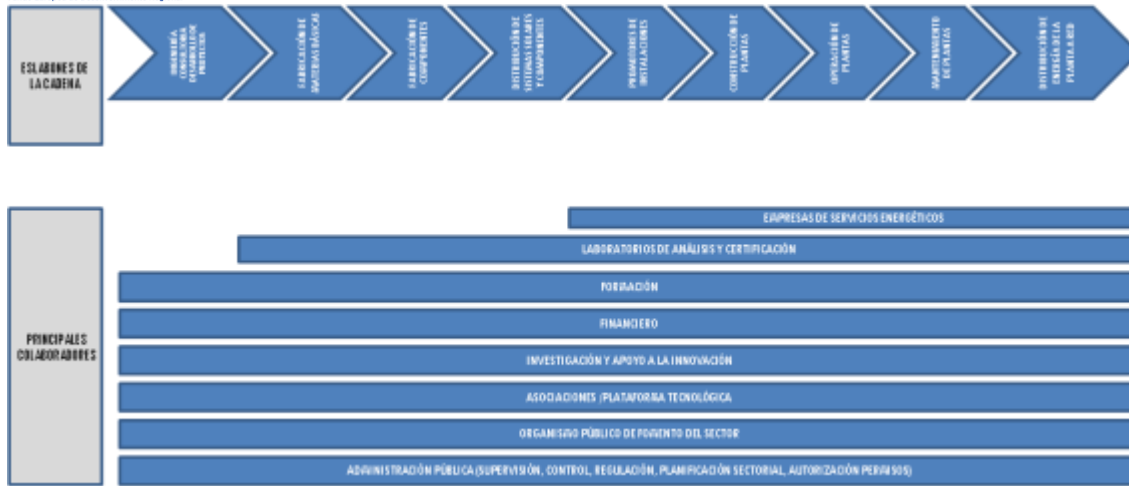 ESLABONES DE
LA CADENA
INGENIERÍA
CONSULTORÍA
DESARROLLO DE
FABRICACIÓN DE
MATERIAS BÁSICAS
FABRICACIÓN DE
COMPONENTES
DISTRIBUCIÓN DE
SISTEMAS SOLARES
Y COMPONENTES
PROMOTORES DE
INSTALACIONES
CONSTRUCCIÓN DE
PLANTAS
OPERACIÓN DE
PLANTAS
MANTENIMIENTO
DE PLANTAS
DISTRIBUCIÓN DE
ENERGÍA DE LA
PLANTA A RED
PRINCIPALES
COLABORADORES
EMPRESAS DE SERVICIOS ENERGÉTICOS
LABORATORIOS DE ANÁLISIS Y CERTIFICACIÓN
FORMACIÓN
FINANCIERO
INVESTIGACIÓN Y APOYO A LA INNOVACIÓN
ASOCIACIONES /PLATAFORMA TECNOLÓGICA
ORGANISMO PÚBLICO DE FOMENTO DEL SECTOR
ADMINISTRACIÓN PÚBLICA (SUPERVISIÓN, CONTROL, REGULACIÓN, PLANIFICACIÓN SECTORIAL, AUTORIZACIÓN PERMISOS)